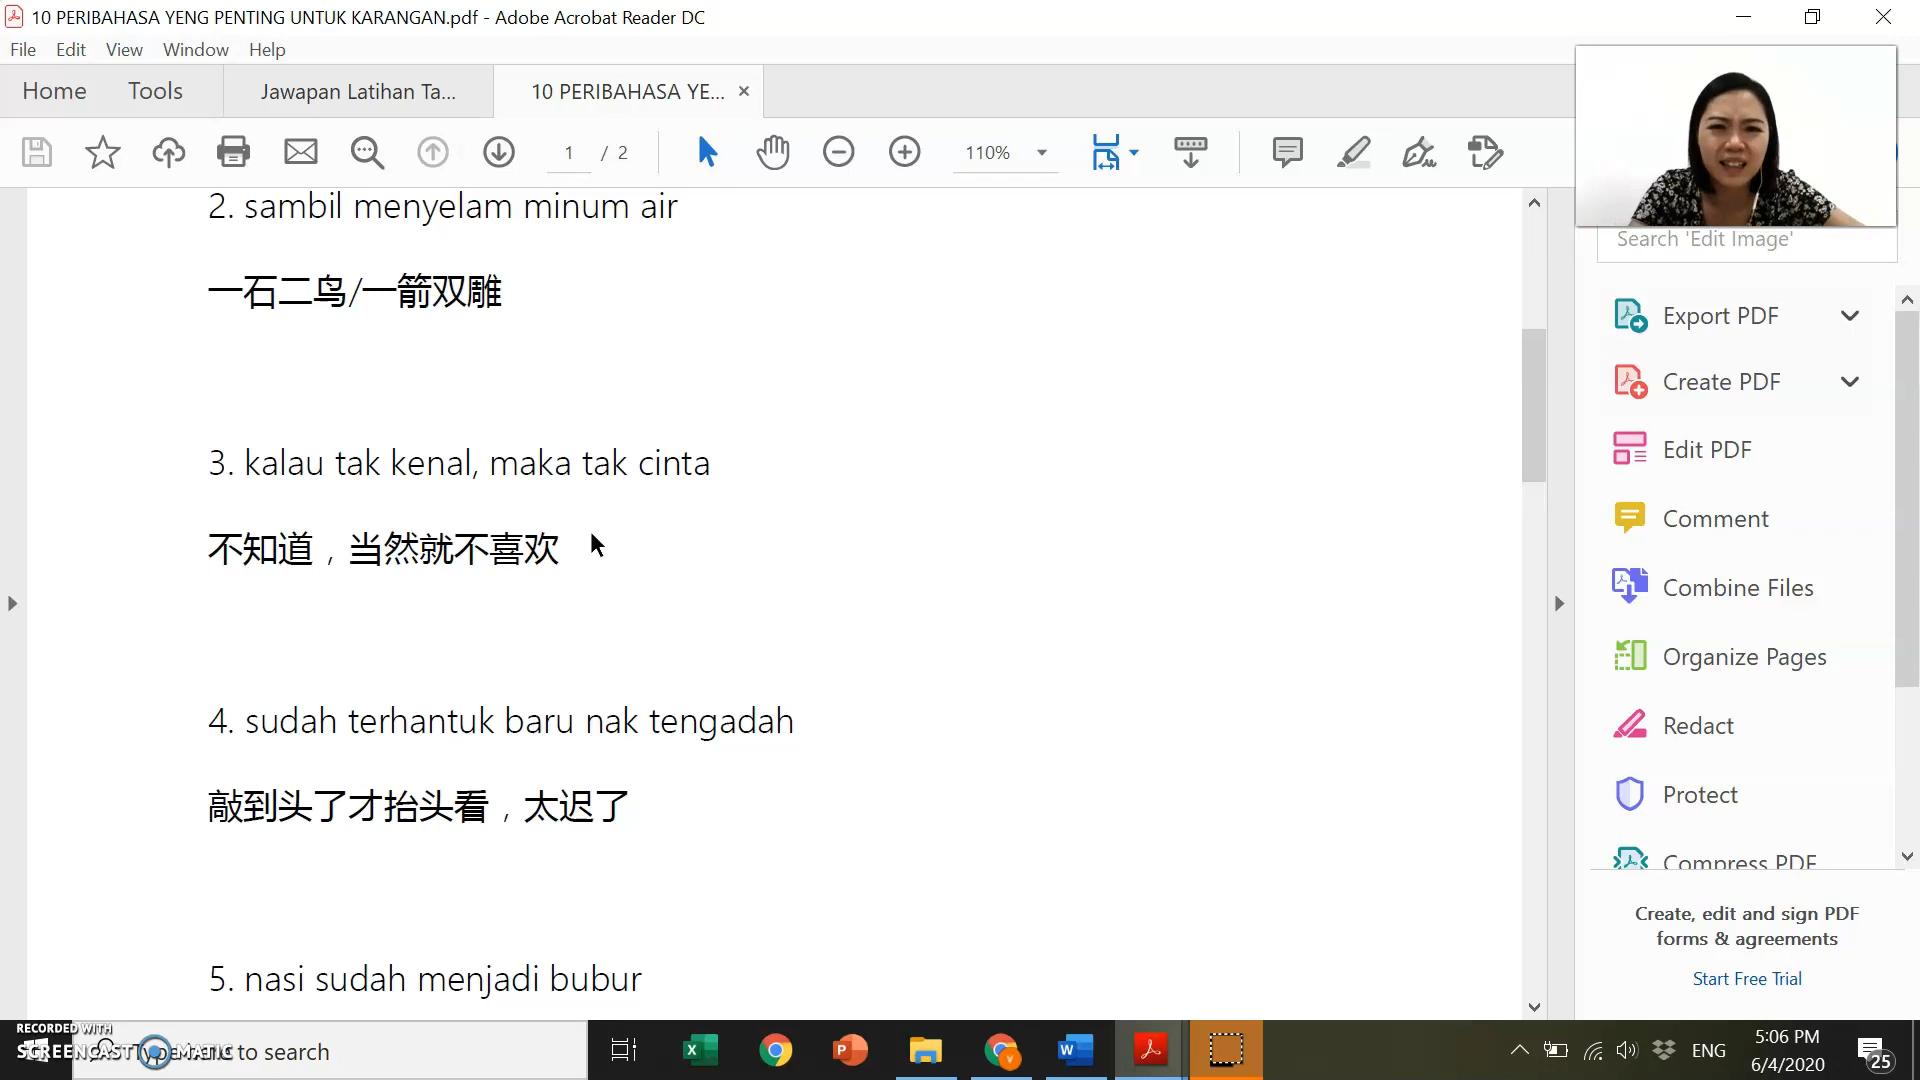 10 PERIBAHASA YENG PENTING UNTUK KARANGAN.pdf - Adobe Acrobat Reader DC
File Edit View Window Help
Home Tools Jawapan Latihan Ta... 10 PERIBAHASA YE... ×
1 / 2 110%
2. sambil menyelam minum air
一石二鸟/一箭双雕
3. kalau tak kenal, maka tak cinta
不知道，当然就不喜欢
4. sudah terhantuk baru nak tengadah
敲到头了才抬头看，太迟了
5. nasi sudah menjadi bubur
Search 'Edit Image'
Export PDF
Create PDF
Edit PDF
Comment
Combine Files
Organize Pages
Redact
Protect
Compress PDF
Create, edit and sign PDF
forms & agreements
Start Free Trial
RECORDED WITH
SCREENCAST MATIC
Type here to search
ENG
5:06 PM
6/4/2020
25